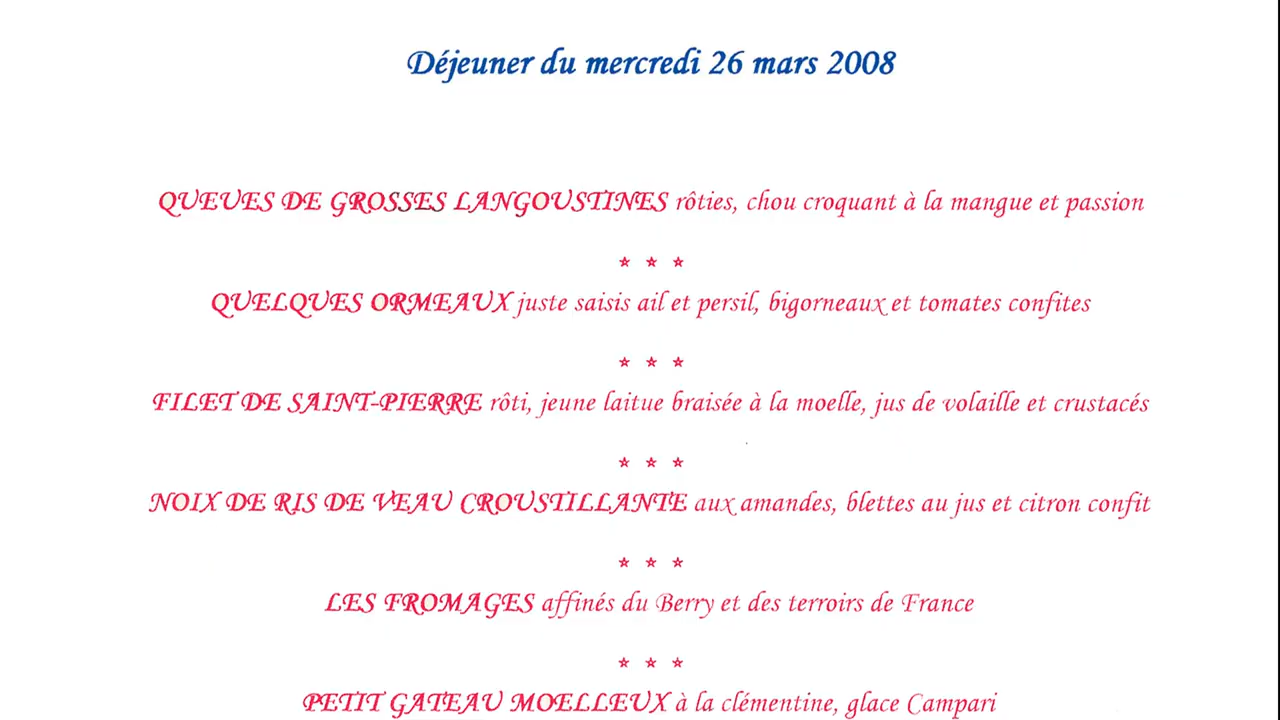 Déjeuner du mercredi 26 mars 2008
QUEUES DE GROSSES LANGOUSTINES rôties, chou croquant à la mangue et passion
* * *
QUELQUES ORMEAUX juste saisis ail et persil, bigorneaux et tomates confites
* * *
FILET DE SAINT-PIERRE rôti, jeune laitue braisée à la moelle, jus de volaille et crustacés
* * *
NOIX DE RIS DE VEAU CROUSTILLANTE aux amandes, blettes au jus et citron confit
* * *
LES FROMAGES affinés du Berry et des terroirs de France
* * *
PETIT GATEAU MOELLEUX à la clémentine, glace Campari